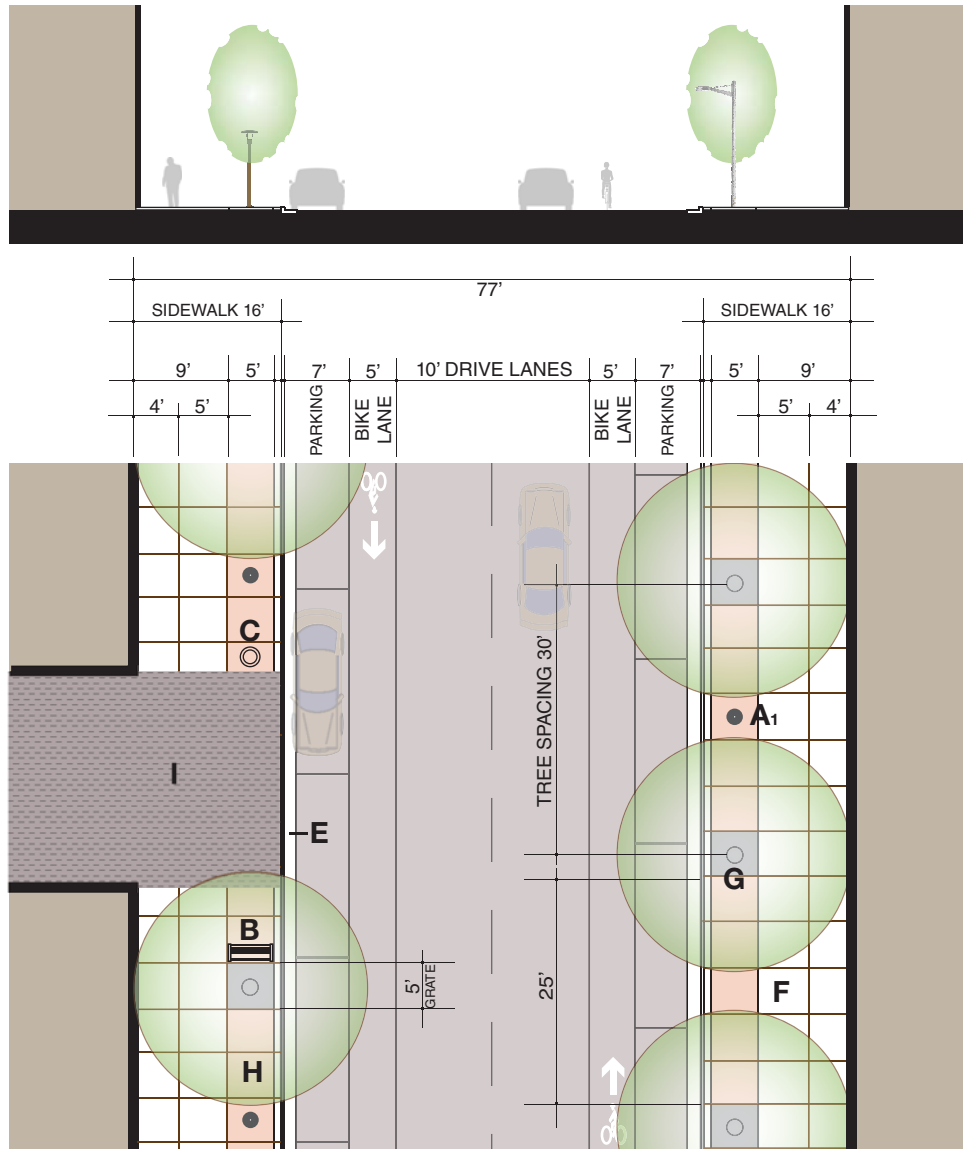 77’
SIDEWALK 16’
SIDEWALK 16’
9’
5’
7’
5’
10’ DRIVE LANES
5’
7’
5’
9’
4’
5’
PARKING
BIKE
LANE
BIKE
LANE
PARKING
5’
4’
C
TREE SPACING 30’
A1
I
E
G
B
5’
GRATE
25’
F
H